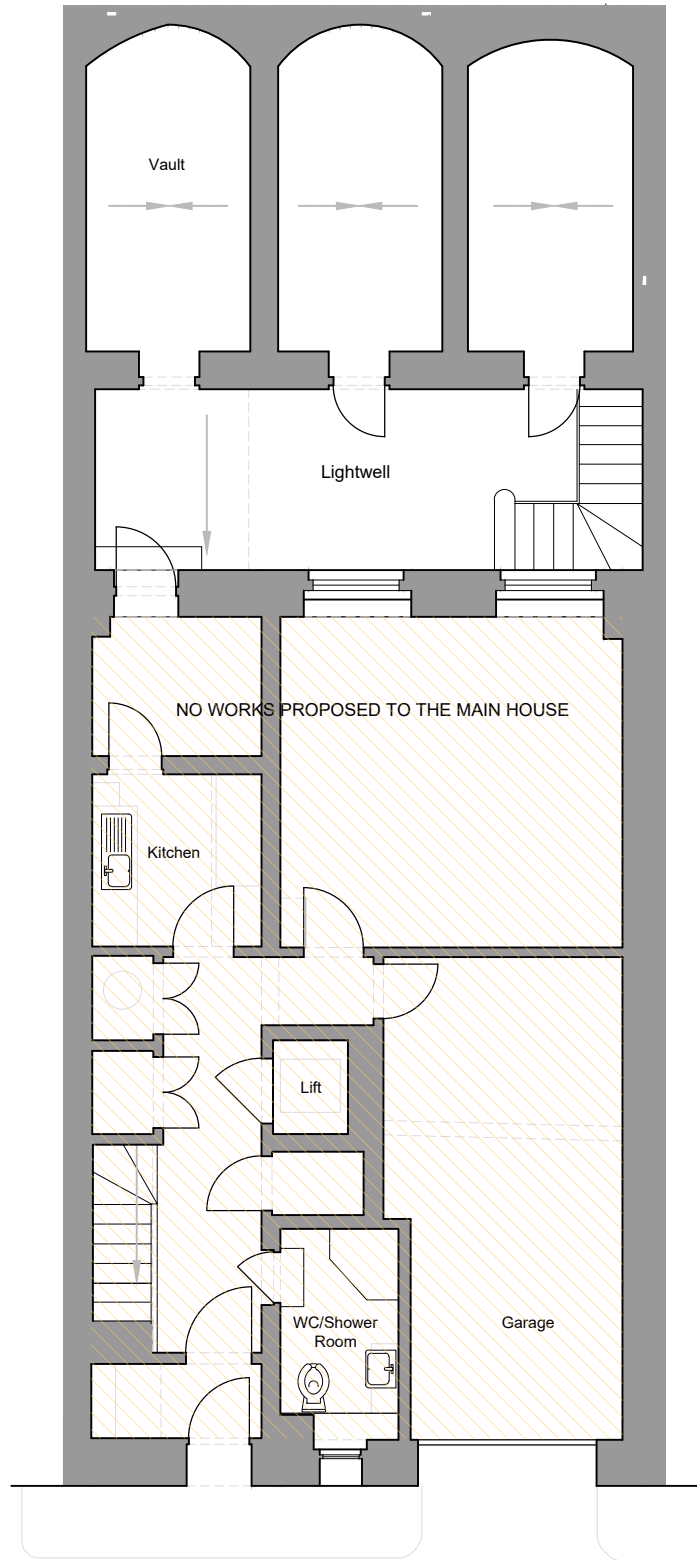 Vault
Lightwell
NO WORKS PROPOSED TO THE MAIN HOUSE
Kitchen
Lift
WC/Shower
Room
Garage